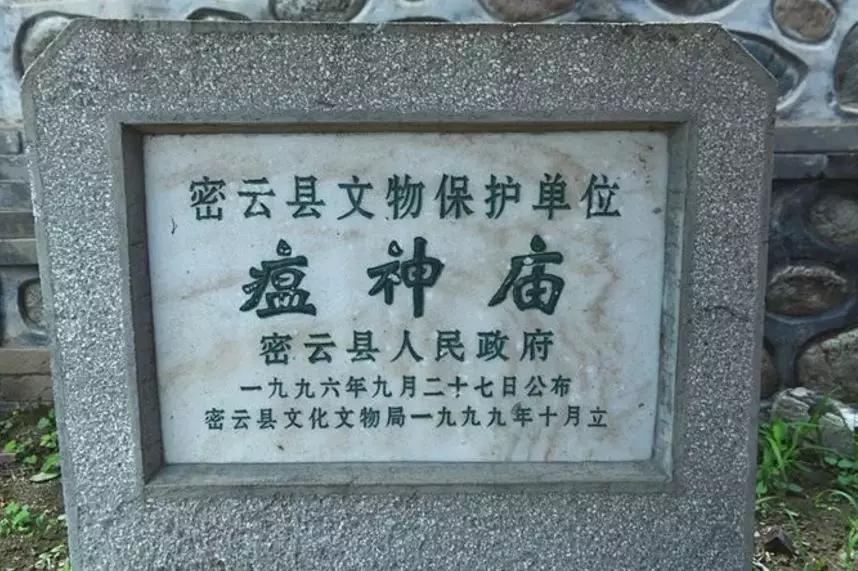 密云县文物保护单位
瘟神庙
密云县人民政府
一九九六年九月二十七日公布
密云县文化文物局一九九九年十月立